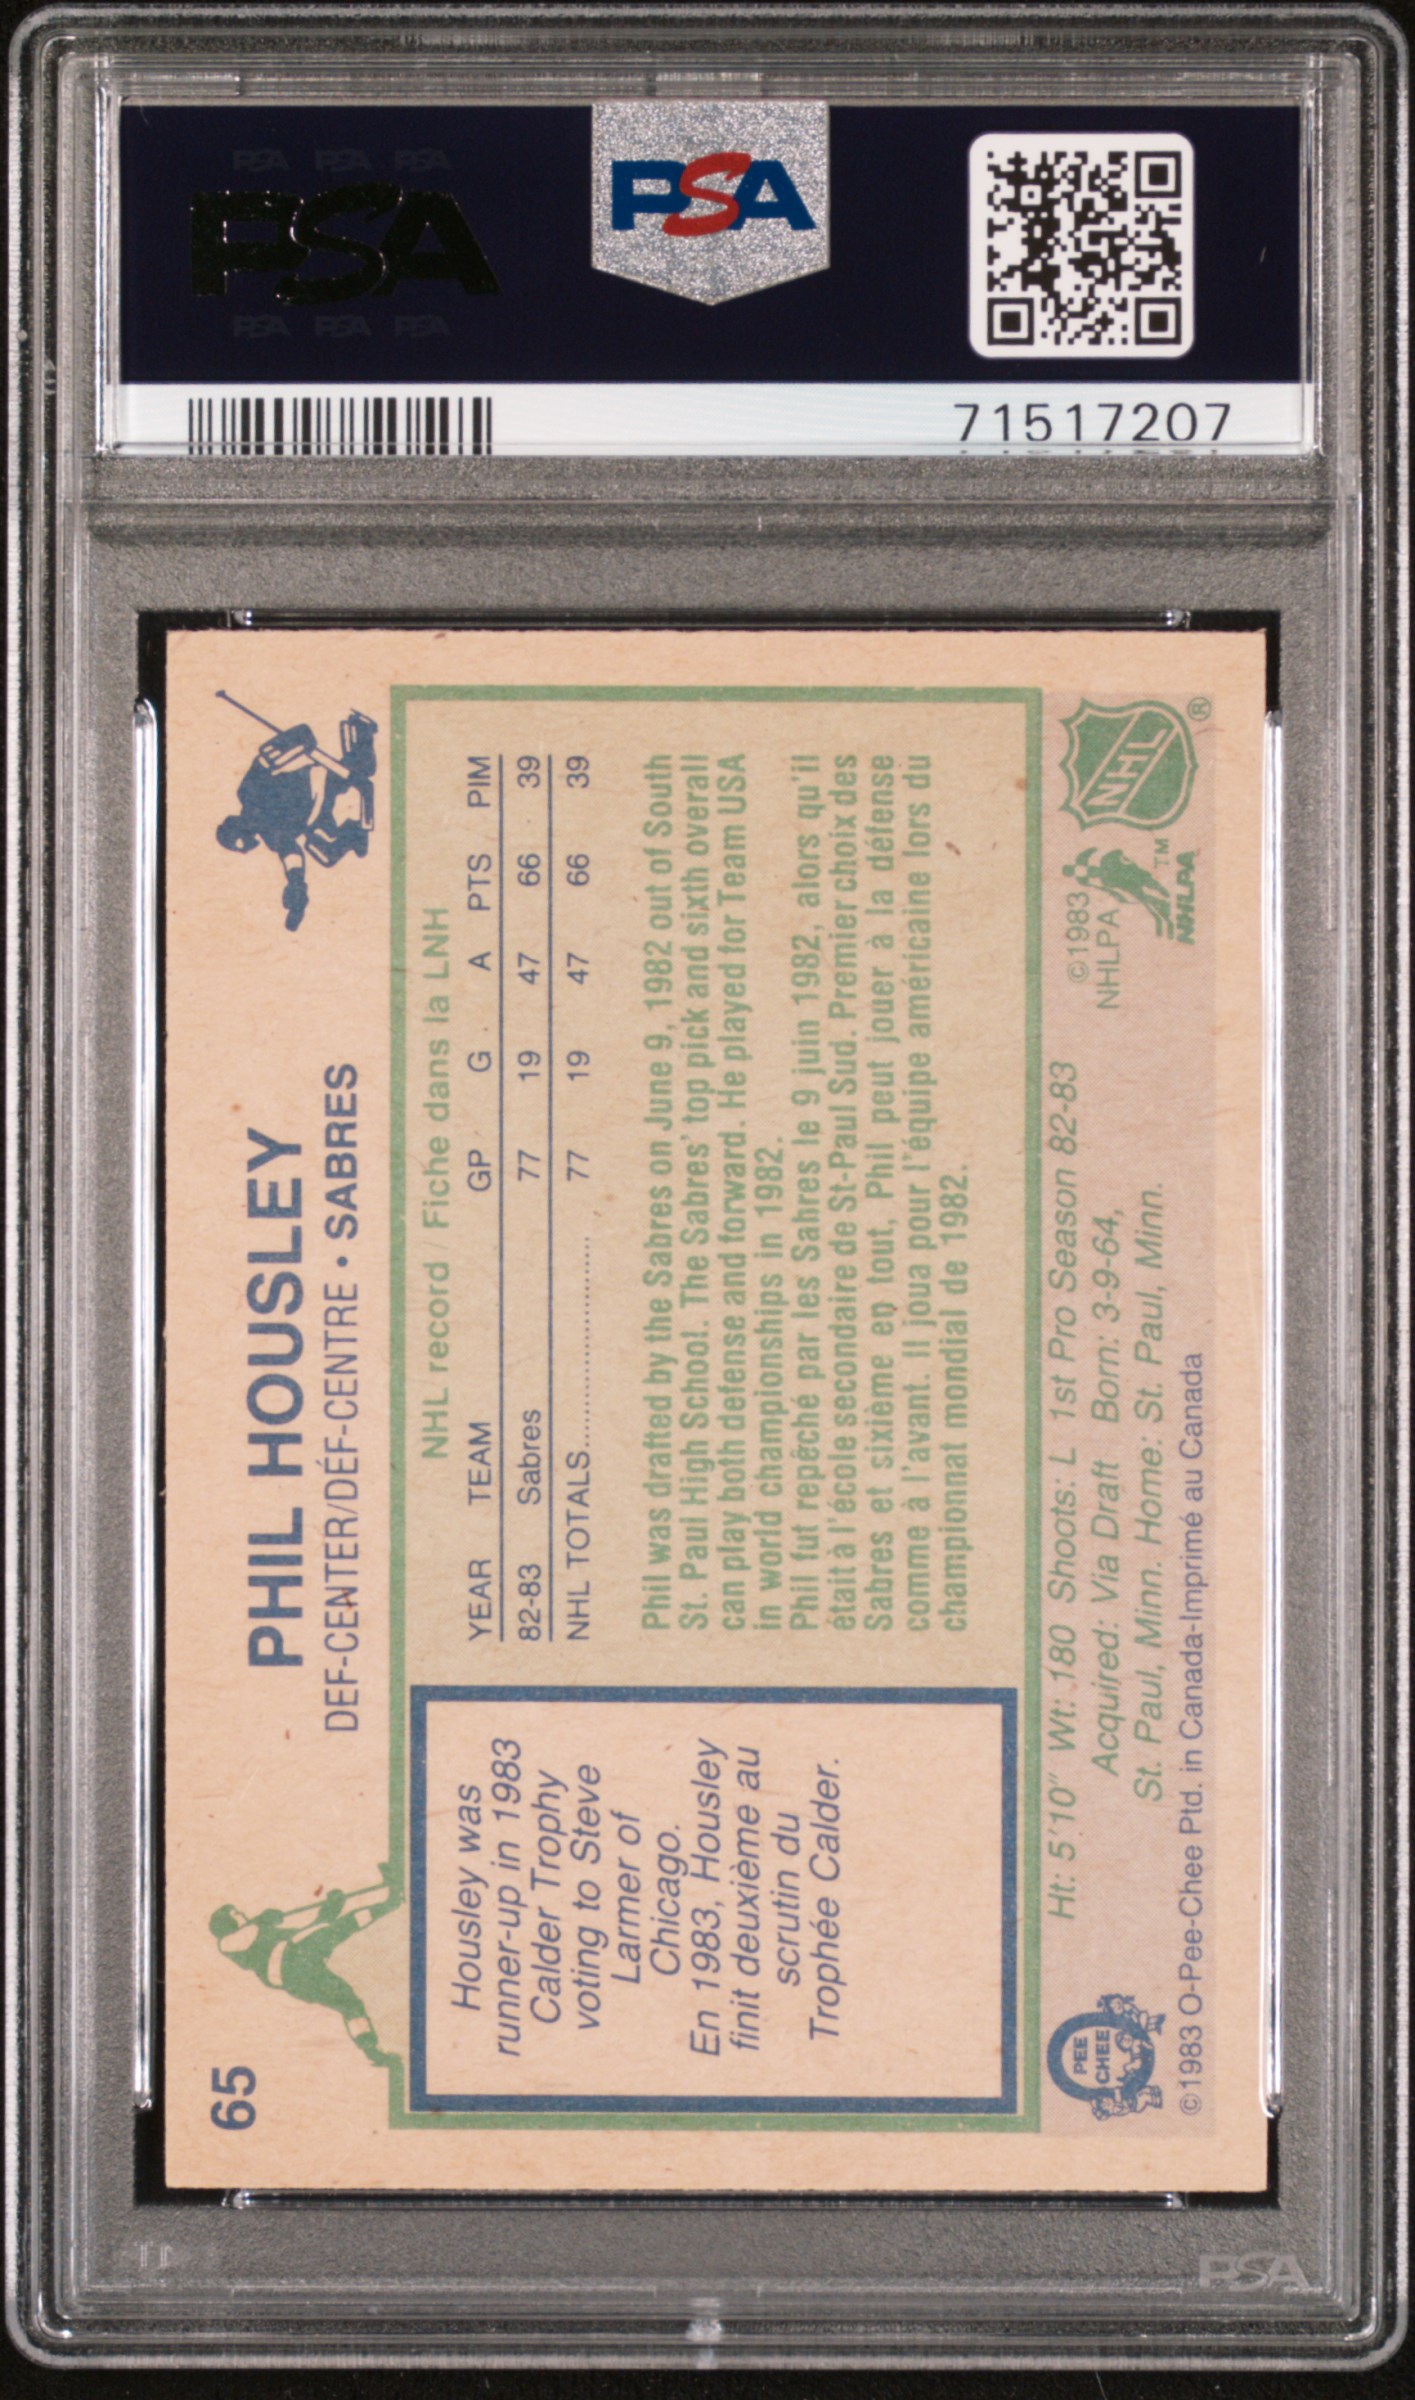 PSA PSA PSA
PSA
PSA PSA PSA
PSA
71517207
65
PHIL HOUSLEY
DEF-CENTER/DÉF-CENTRE • SABRES
NHL record / Fiche dans la LNH
YEAR TEAM GP G A PTS PIM
82-83 Sabres 77 19 47 66 39
NHL TOTALS.......................... 77 19 47 66 39
Phil was drafted by the Sabres on June 9, 1982 out of South
St. Paul High School. The Sabres' top pick and sixth overall
can play both defense and forward. He played for Team USA
in world championships in 1982.
Phil fut repêché par les Sabres le 9 juin 1982, alors qu'il
était à l'école secondaire de St-Paul Sud. Premier choix des
Sabres et sixième en tout, Phil peut jouer à la défense
comme à l'avant. Il joua pour l'équipe américaine lors du
championnat mondial de 1982.
Housley was
runner-up in 1983
Calder Trophy
voting to Steve
Larmer of
Chicago.
En 1983, Housley
finit deuxième au
scrutin du
Trophée Calder.
Ht: 5'10" Wt: 180 Shoots: L 1st Pro Season 82-83
Acquired: Via Draft Born: 3-9-64,
St. Paul, Minn. Home: St. Paul, Minn.
©1983 O-Pee-Chee Ptd. in Canada-Imprimé au Canada
O
PEE
CHEE
©1983
NHLPA
NHLPA TM
NHL ®
PSA